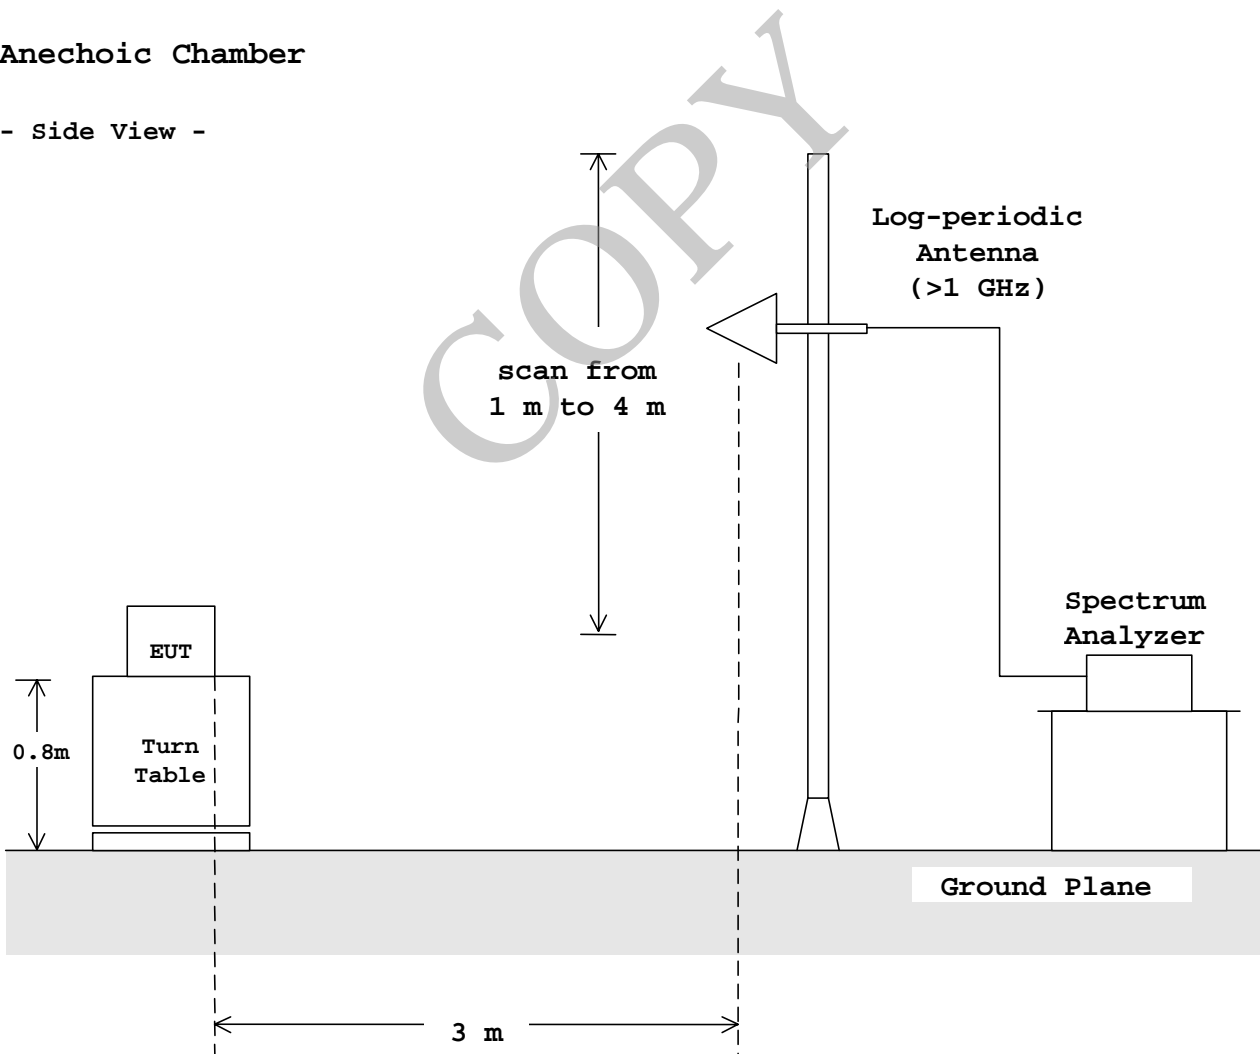 Anechoic Chamber
- Side View -
COPY
Log-periodic
Antenna
(>1 GHz)
scan from
1 m to 4 m
Spectrum
Analyzer
EUT
0.8m
Turn
Table
Ground Plane
3 m